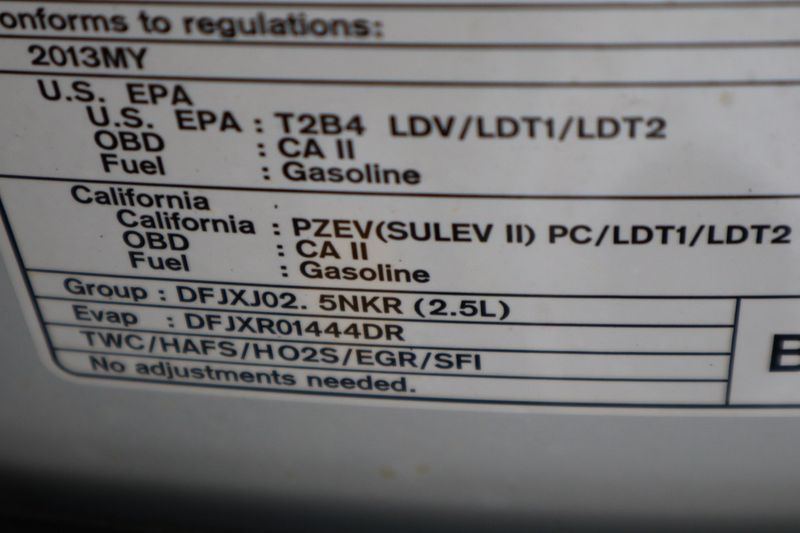 onforms to regulations:
2013MY
U.S. EPA
U.S. EPA : T2B4 LDV/LDT1/LDT2
OBD : CA II
Fuel : Gasoline
California
California : PZEV(SULEV II) PC/LDT1/LDT2
OBD : CA II
Fuel : Gasoline
Group : DFJXJ02. 5NKR (2.5L)
Evap : DFJXR01444DR
TWC/HAFS/HO2S/EGR/SFI
No adjustments needed.
B